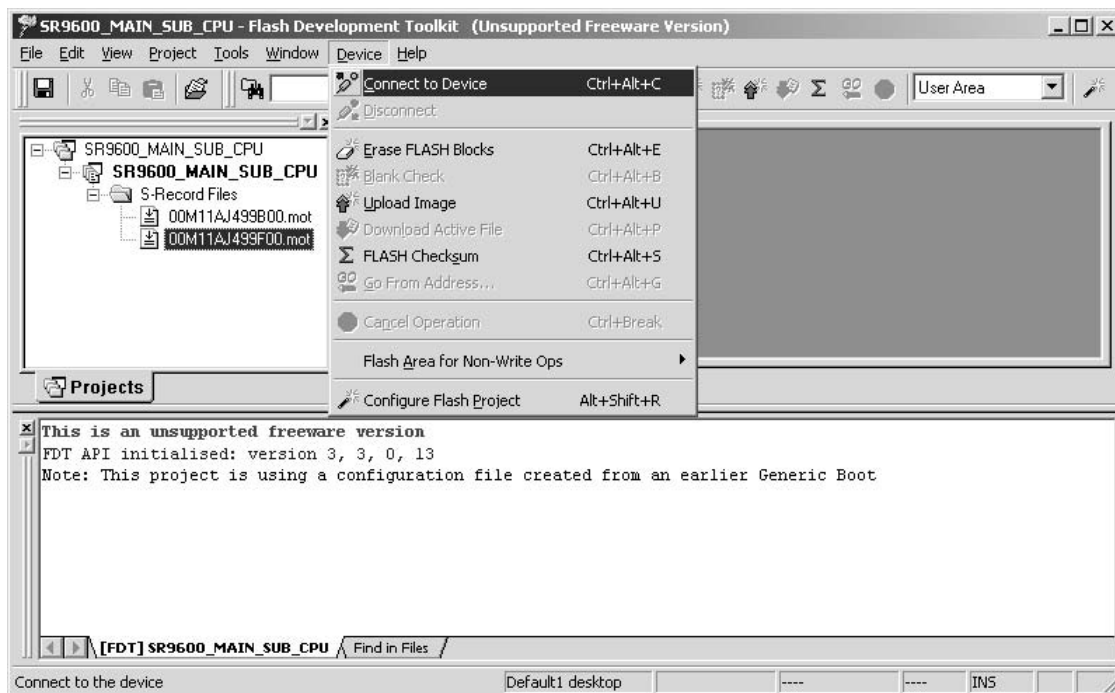 SR9600_MAIN_SUB_CPU - Flash Development Toolkit (Unsupported Freeware Version)
File Edit View Project Tools Window Device Help
User Area
Connect to Device Ctrl+Alt+C
Disconnect
Erase FLASH Blocks Ctrl+Alt+E
Blank Check Ctrl+Alt+B
Upload Image Ctrl+Alt+U
Download Active File Ctrl+Alt+P
FLASH Checksum Ctrl+Alt+S
Go From Address... Ctrl+Alt+G
Cancel Operation Ctrl+Break
Flash Area for Non-Write Ops
Configure Flash Project Alt+Shift+R
SR9600_MAIN_SUB_CPU
SR9600_MAIN_SUB_CPU
S-Record Files
00M11AJ499B00.mot
00M11AJ499F00.mot
Projects
This is an unsupported freeware version
FDT API initialised: version 3, 3, 0, 13
Note: This project is using a configuration file created from an earlier Generic Boot
[FDT] SR9600_MAIN_SUB_CPU Find in Files
Connect to the device Default1 desktop ---- ---- INS